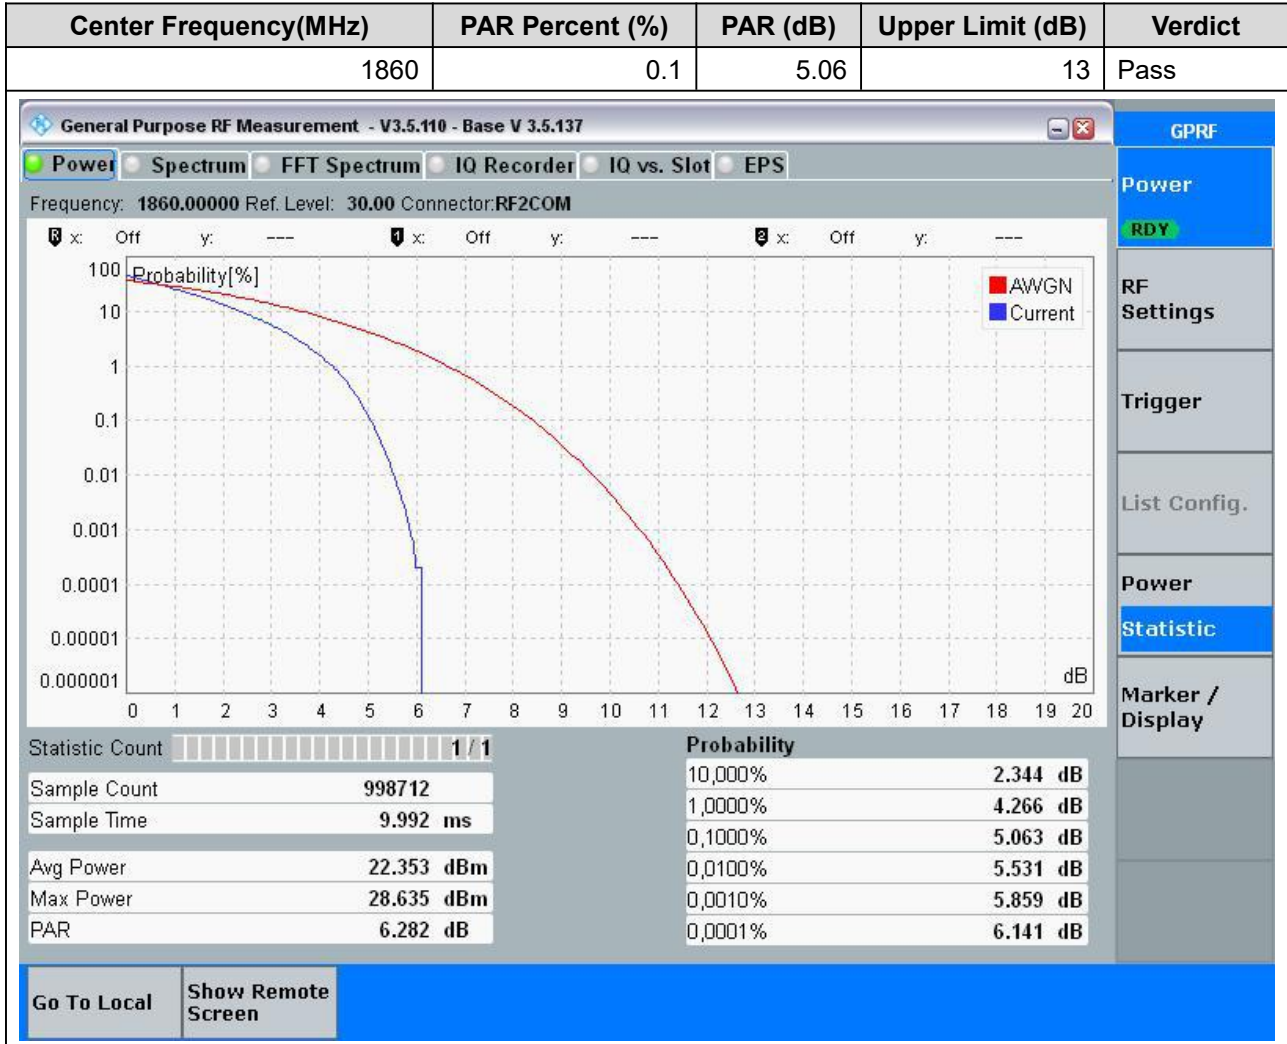 Center Frequency(MHz) PAR Percent (%) PAR (dB) Upper Limit (dB) Verdict
1860 0.1 5.06 13 Pass
General Purpose RF Measurement - V3.5.110 - Base V 3.5.137
GPRF
Power Spectrum FFT Spectrum IQ Recorder IQ vs. Slot EPS
Power
RDY
Frequency: 1860.00000 Ref. Level: 30.00 Connector:RF2COM
R x: Off y: --- 1 x: Off y: --- 2 x: Off y: ---
Probability[%]
AWGN
Current
100
10
1
0.1
0.01
0.001
0.0001
0.00001
0.000001
dB
0 1 2 3 4 5 6 7 8 9 10 11 12 13 14 15 16 17 18 19 20
RF
Settings
Trigger
List Config.
Power
Statistic
Marker /
Display
Statistic Count 1 / 1
Sample Count 998712
Sample Time 9.992 ms
Avg Power 22.353 dBm
Max Power 28.635 dBm
PAR 6.282 dB
Probability
10,000% 2.344 dB
1,0000% 4.266 dB
0,1000% 5.063 dB
0,0100% 5.531 dB
0,0010% 5.859 dB
0,0001% 6.141 dB
Go To Local
Show Remote
Screen